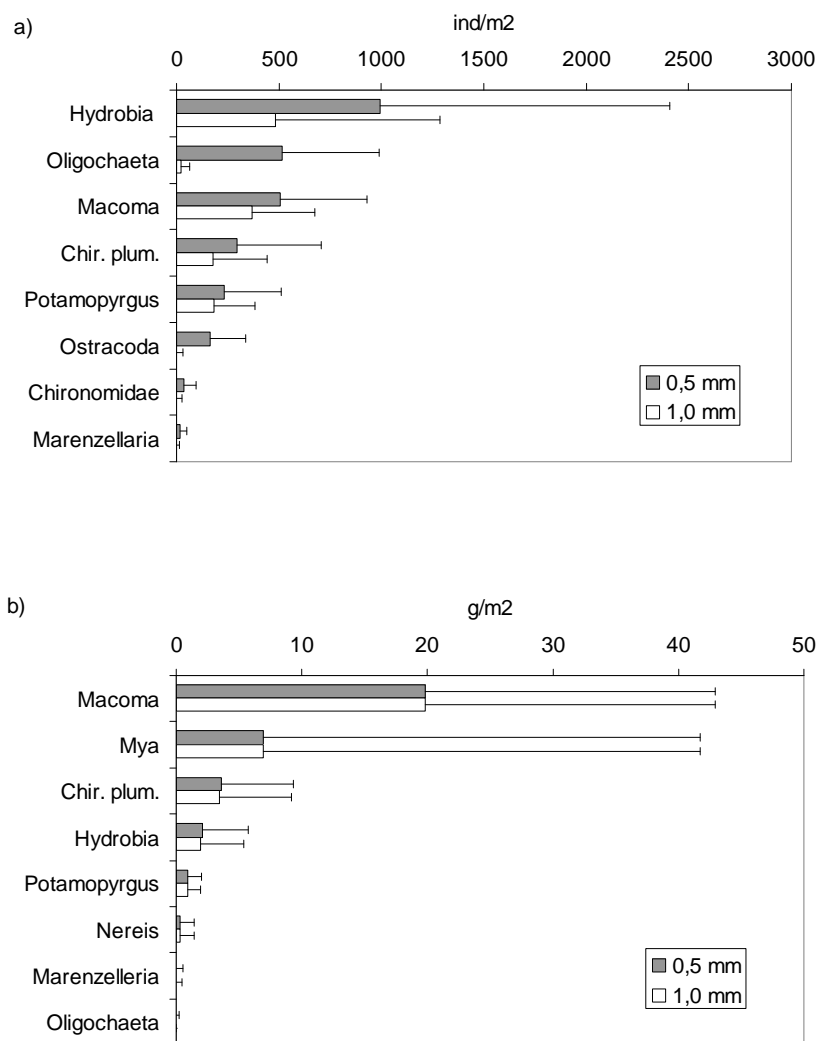 a)
ind/m2
0 500 1000 1500 2000 2500 3000
Hydrobia
Oligochaeta
Macoma
Chir. plum.
Potamopyrgus
Ostracoda
Chironomidae
Marenzellaria
0,5 mm
1,0 mm
b)
g/m2
0 10 20 30 40 50
Macoma
Mya
Chir. plum.
Hydrobia
Potamopyrgus
Nereis
Marenzelleria
Oligochaeta
0,5 mm
1,0 mm